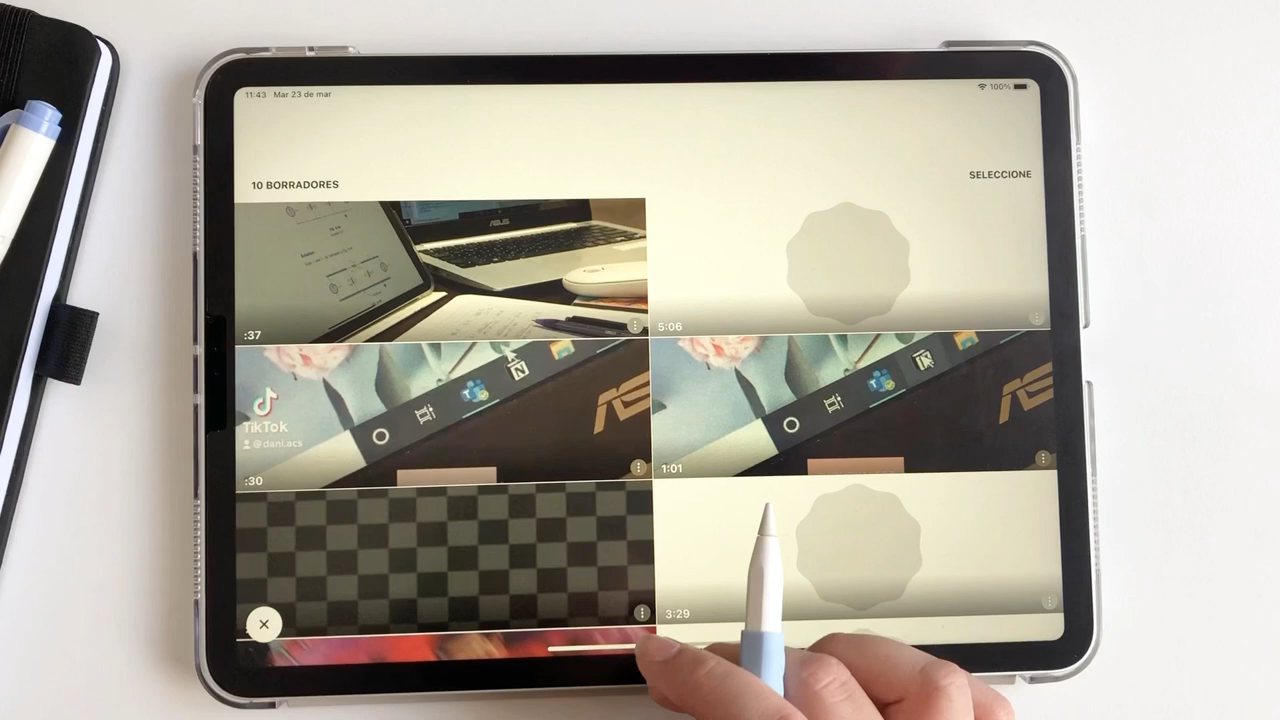 11:43 Mar 23 de mar
100%
10 BORRADORES
SELECCIONE
ASUS
:37
5:06
TikTok
@dani.acs
:30
1:01
3:29